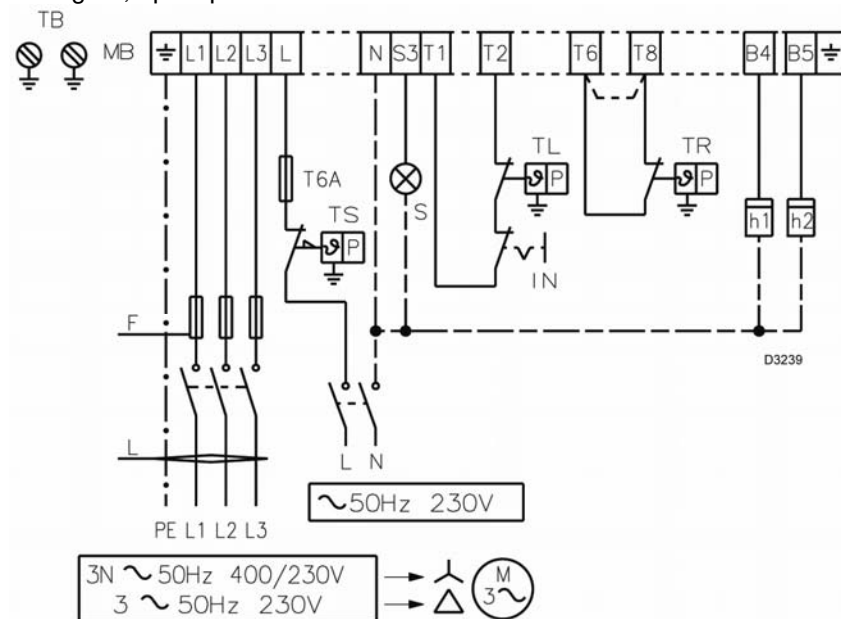 TB
MB L1 L2 L3 L N S3 T1 T2 T6 T8 B4 B5
T6A
TS
P
S
TL
P
IN
TR
P
h1 h2
F
D3239
L
L N
PE L1 L2 L3
~50Hz 230V
3N ~ 50Hz 400/230V
3 ~ 50Hz 230V
M
3~